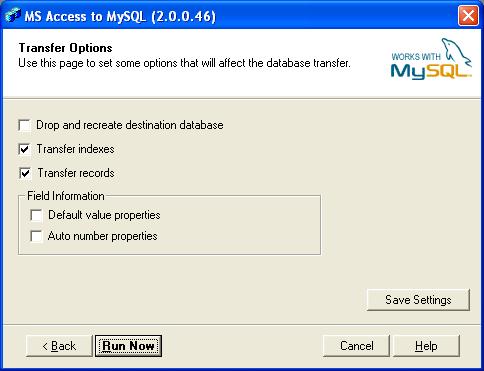 MS Access to MySQL (2.0.0.46)
Transfer Options
Use this page to set some options that will affect the database transfer.
WORKS WITH
MySQL
Drop and recreate destination database
Transfer indexes
Transfer records
Field Information
Default value properties
Auto number properties
Save Settings
< Back
Run Now
Cancel
Help